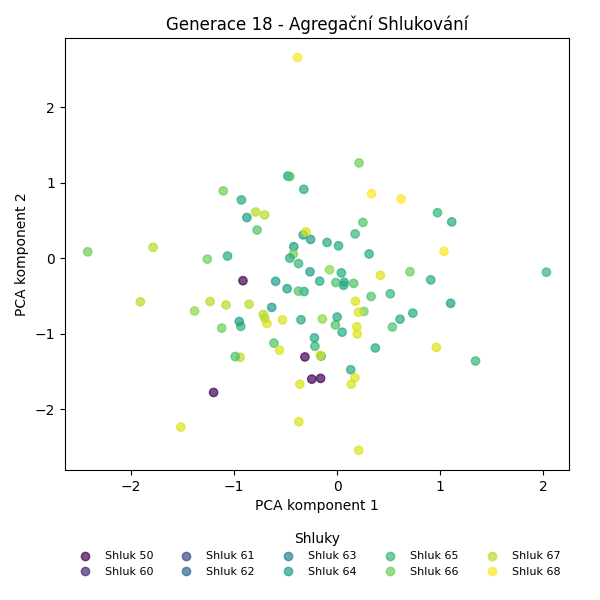 Generace 18 - Agregační Shlukování
PCA komponent 2
2
1
0
−1
−2
−2
−1
0
1
2
PCA komponent 1
Shluky
Shluk 50
Shluk 61
Shluk 63
Shluk 65
Shluk 67
Shluk 60
Shluk 62
Shluk 64
Shluk 66
Shluk 68